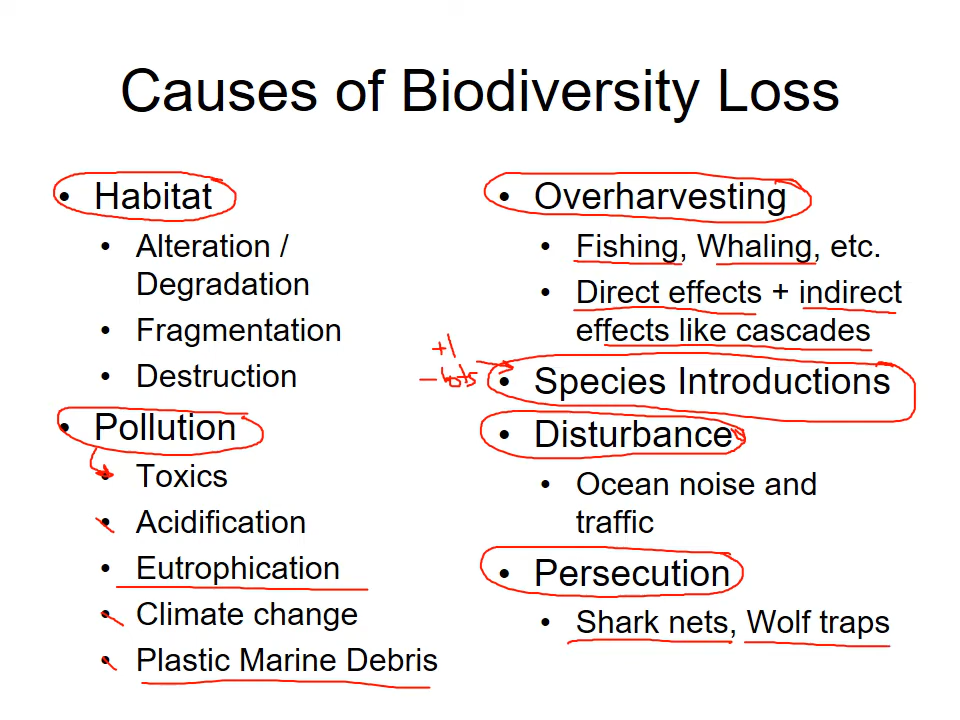 Causes of Biodiversity Loss
• Habitat
• Alteration /
Degradation
• Fragmentation
• Destruction
• Pollution
• Toxics
• Acidification
• Eutrophication
• Climate change
• Plastic Marine Debris
• Overharvesting
• Fishing, Whaling, etc.
• Direct effects + indirect
effects like cascades
+1
- lots
• Species Introductions
• Disturbance
• Ocean noise and
traffic
• Persecution
• Shark nets, Wolf traps